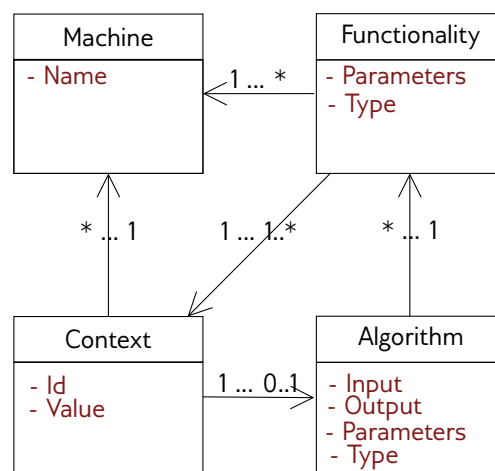 Machine
- Name
Functionality
- Parameters
- Type
1 ... *
* ... 1
1 ... 1..*
* ... 1
Context
- Id
- Value
1 ... 0..1
Algorithm
- Input
- Output
- Parameters
- Type